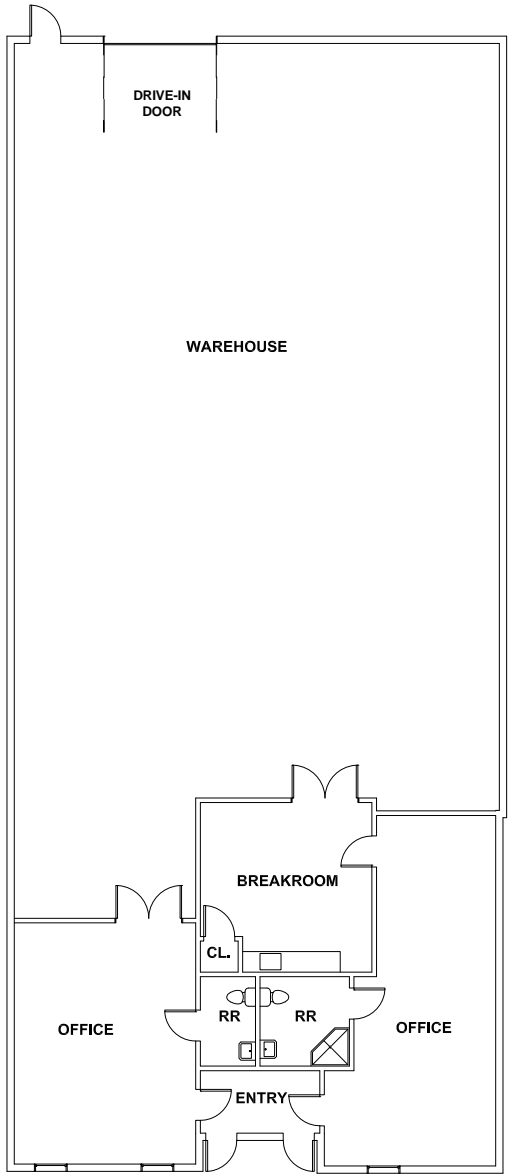 DRIVE-IN
DOOR
WAREHOUSE
BREAKROOM
CL.
OFFICE
RR
RR
OFFICE
ENTRY